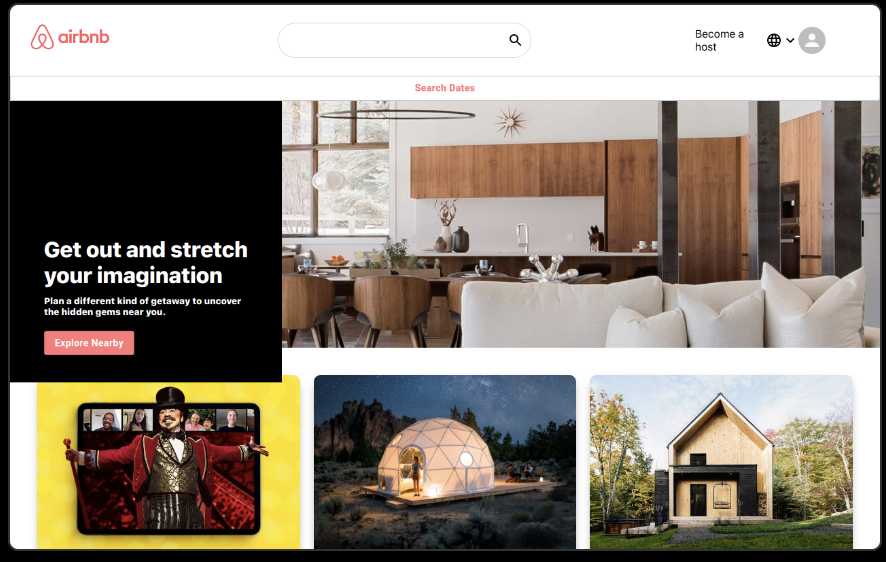 airbnb
Become a
host
Search Dates
Get out and stretch
your imagination
Plan a different kind of getaway to uncover
the hidden gems near you.
Explore Nearby